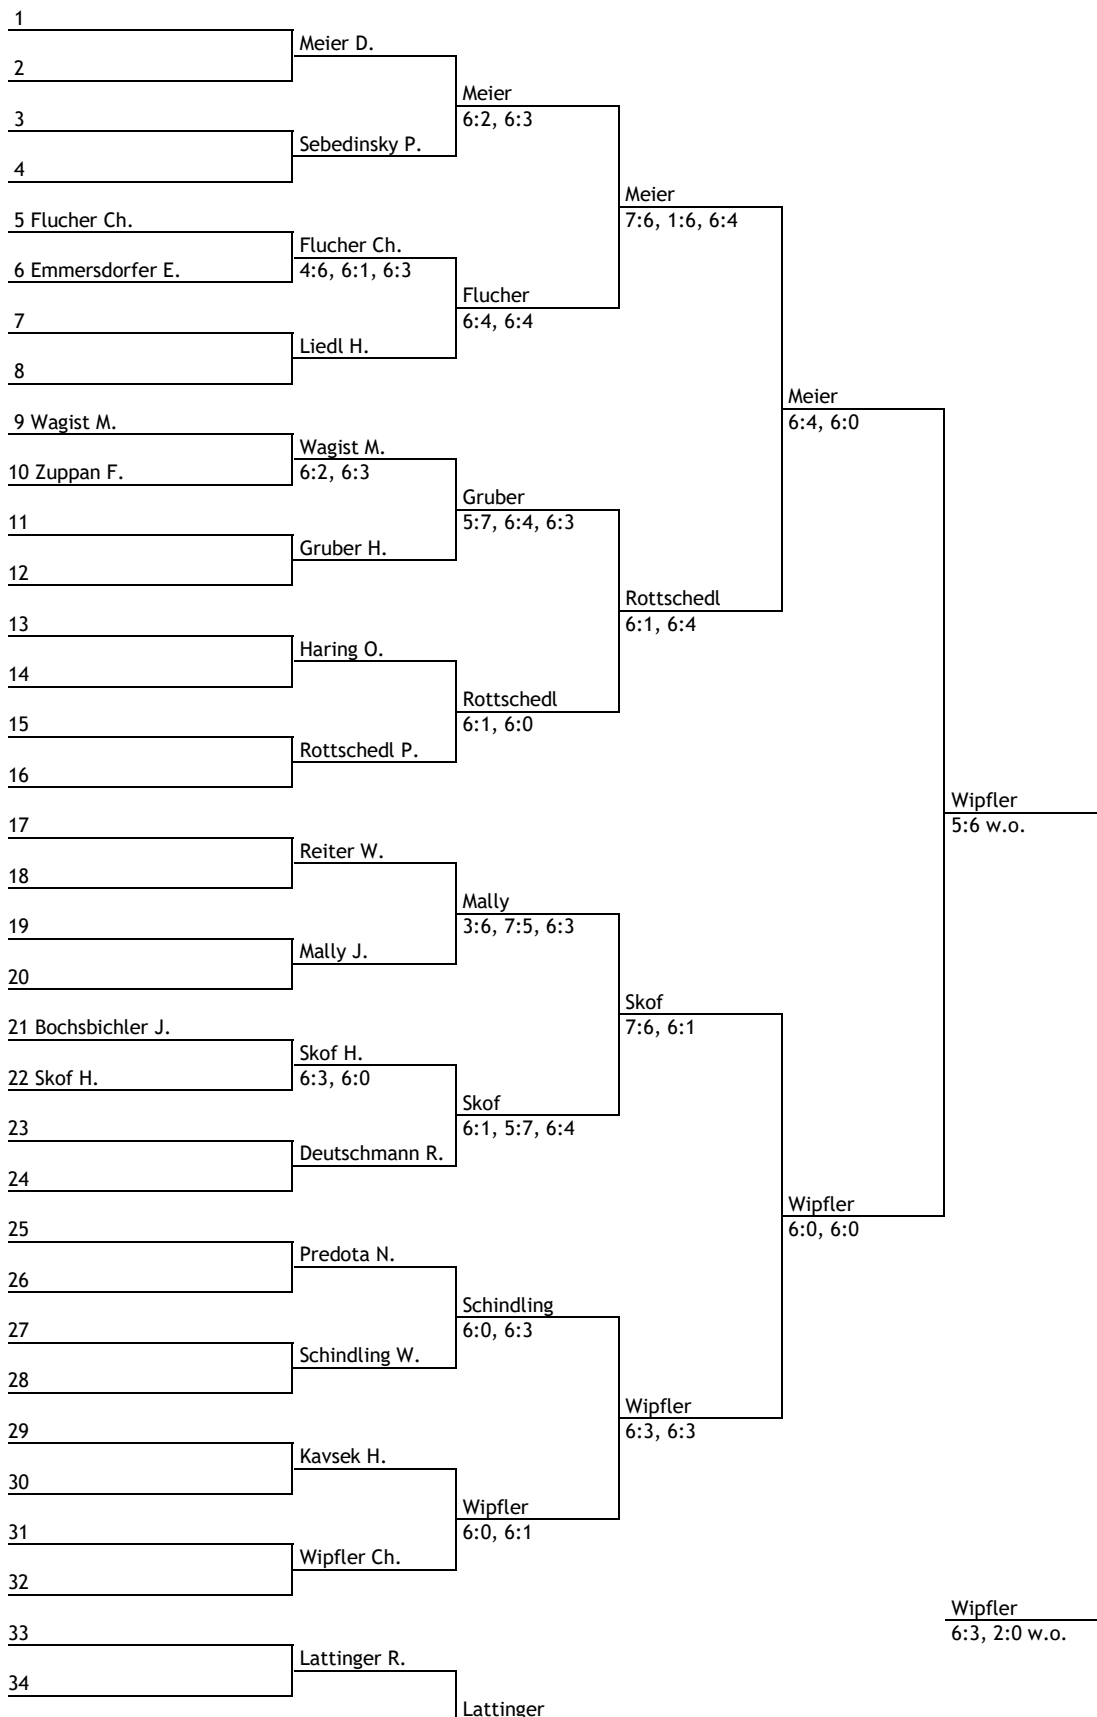 1
Meier D.
2
Meier
6:2, 6:3
3
Sebedinsky P.
4
Meier
7:6, 1:6, 6:4
5 Flucher Ch.
Flucher Ch.
4:6, 6:1, 6:3
6 Emmersdorfer E.
Flucher
6:4, 6:4
7
Liedl H.
8
Meier
6:4, 6:0
9 Wagist M.
Wagist M.
6:2, 6:3
10 Zuppan F.
Gruber
5:7, 6:4, 6:3
11
Gruber H.
12
Rottschedl
6:1, 6:4
13
Haring O.
14
Rottschedl
6:1, 6:0
15
Rottschedl P.
16
Wipfler
5:6 w.o.
17
Reiter W.
18
Mally
3:6, 7:5, 6:3
19
Mally J.
20
Skof
7:6, 6:1
21 Bochsbichler J.
Skof H.
6:3, 6:0
22 Skof H.
Skof
6:1, 5:7, 6:4
23
Deutschmann R.
24
Wipfler
6:0, 6:0
25
Predota N.
26
Schindling
6:0, 6:3
27
Schindling W.
28
Wipfler
6:3, 6:3
29
Kavsek H.
30
Wipfler
6:0, 6:1
31
Wipfler Ch.
32
Wipfler
6:3, 2:0 w.o.
33
Lattinger R.
34
Lattinger